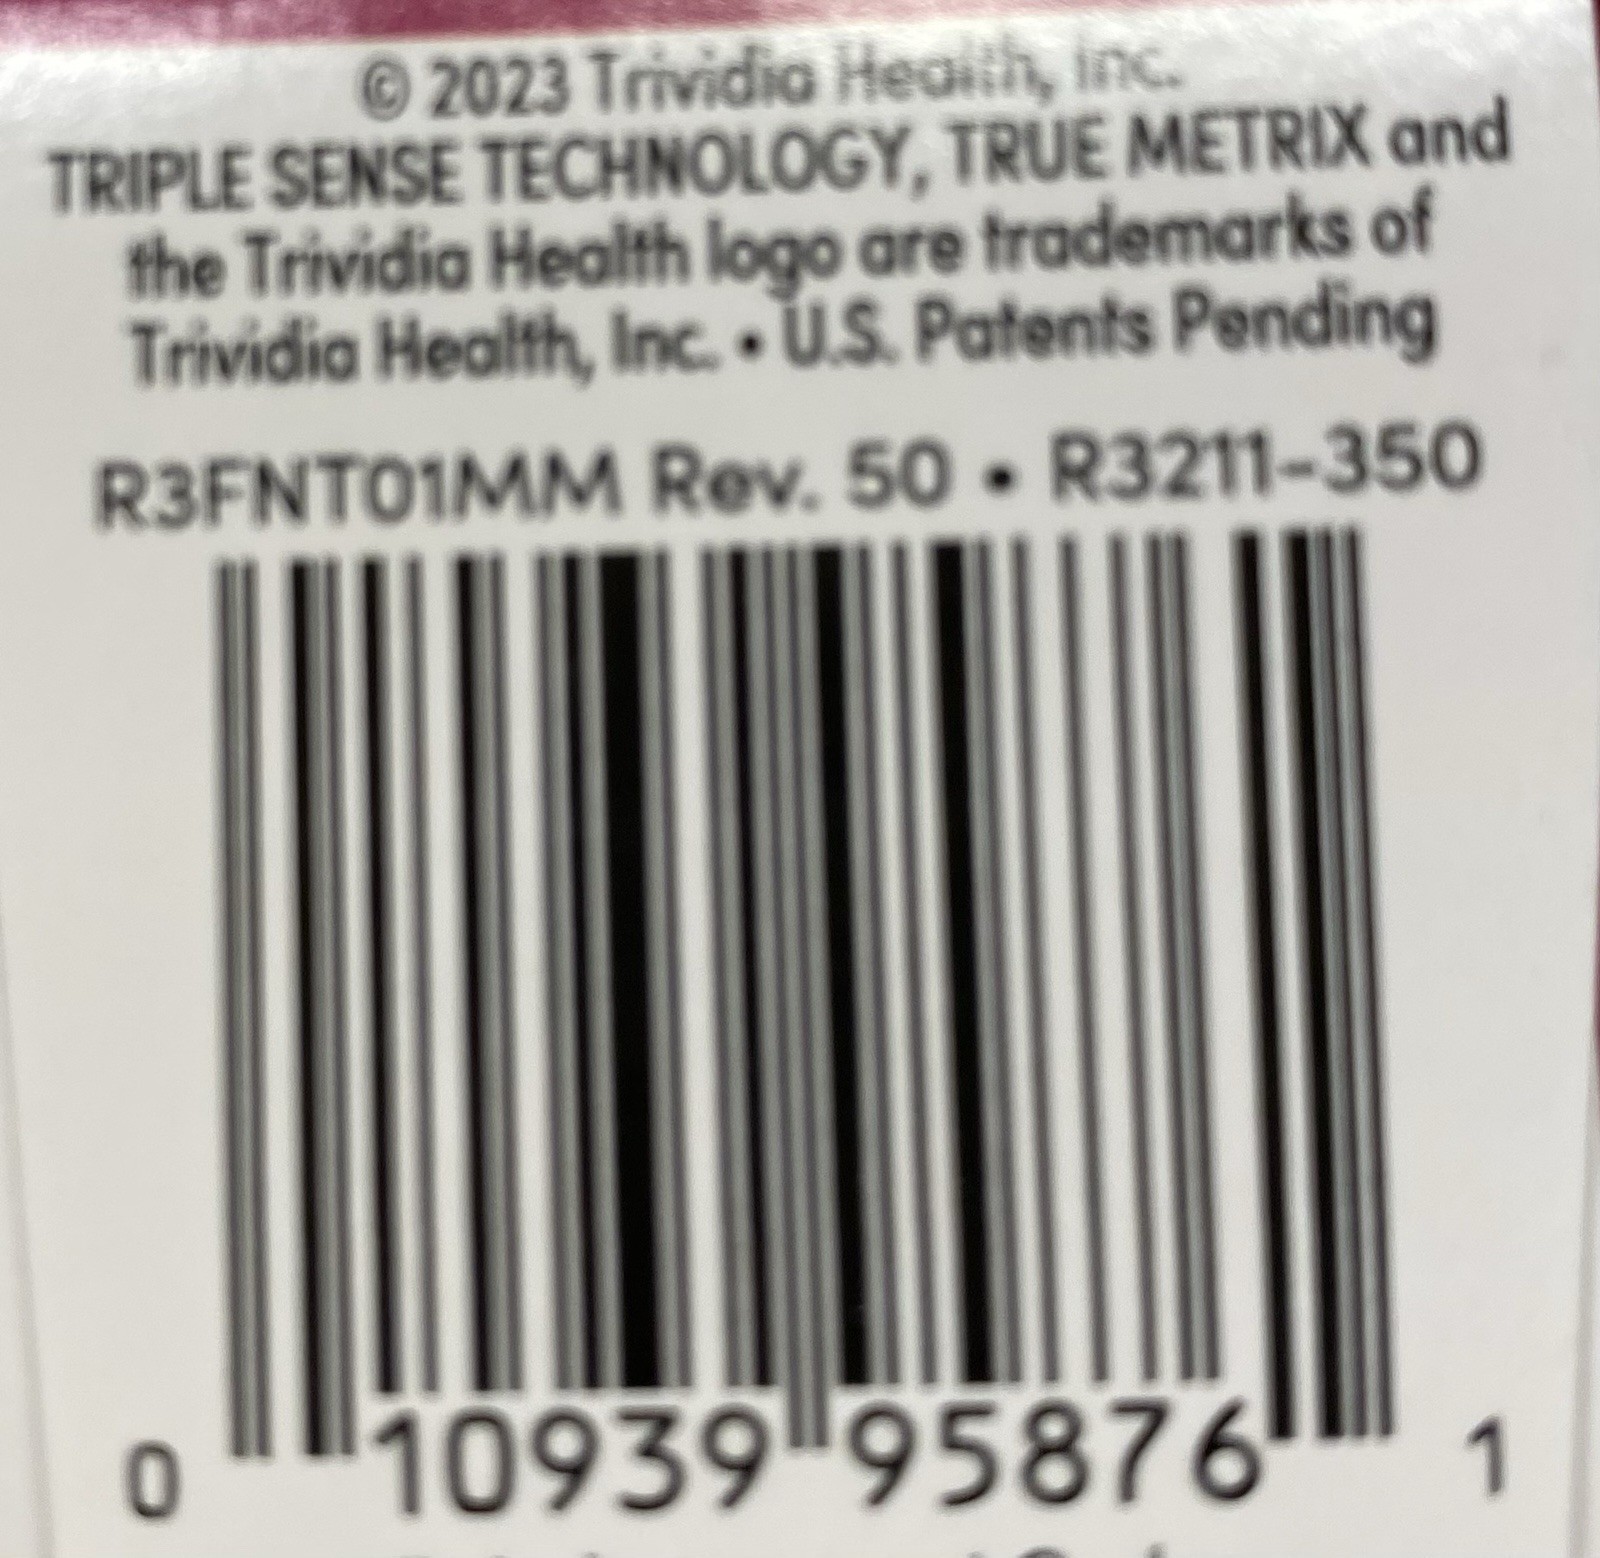 © 2023 Trividia Health, Inc.
TRIPLE SENSE TECHNOLOGY, TRUE METRIX and
the Trividia Health logo are trademarks of
Trividia Health, Inc. • U.S. Patents Pending
R3FNT01MM Rev. 50 • R3211-350
0 10939 95876 1